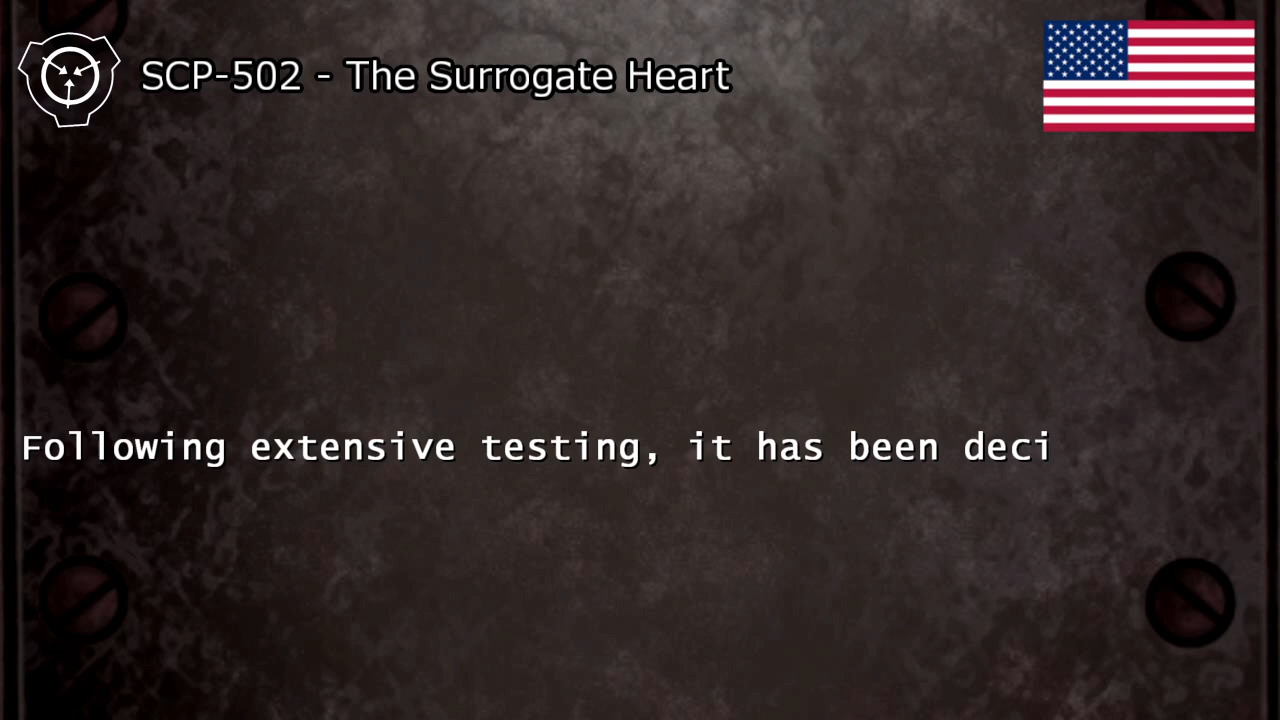 SCP-502 - The Surrogate Heart
Following extensive testing, it has been deci